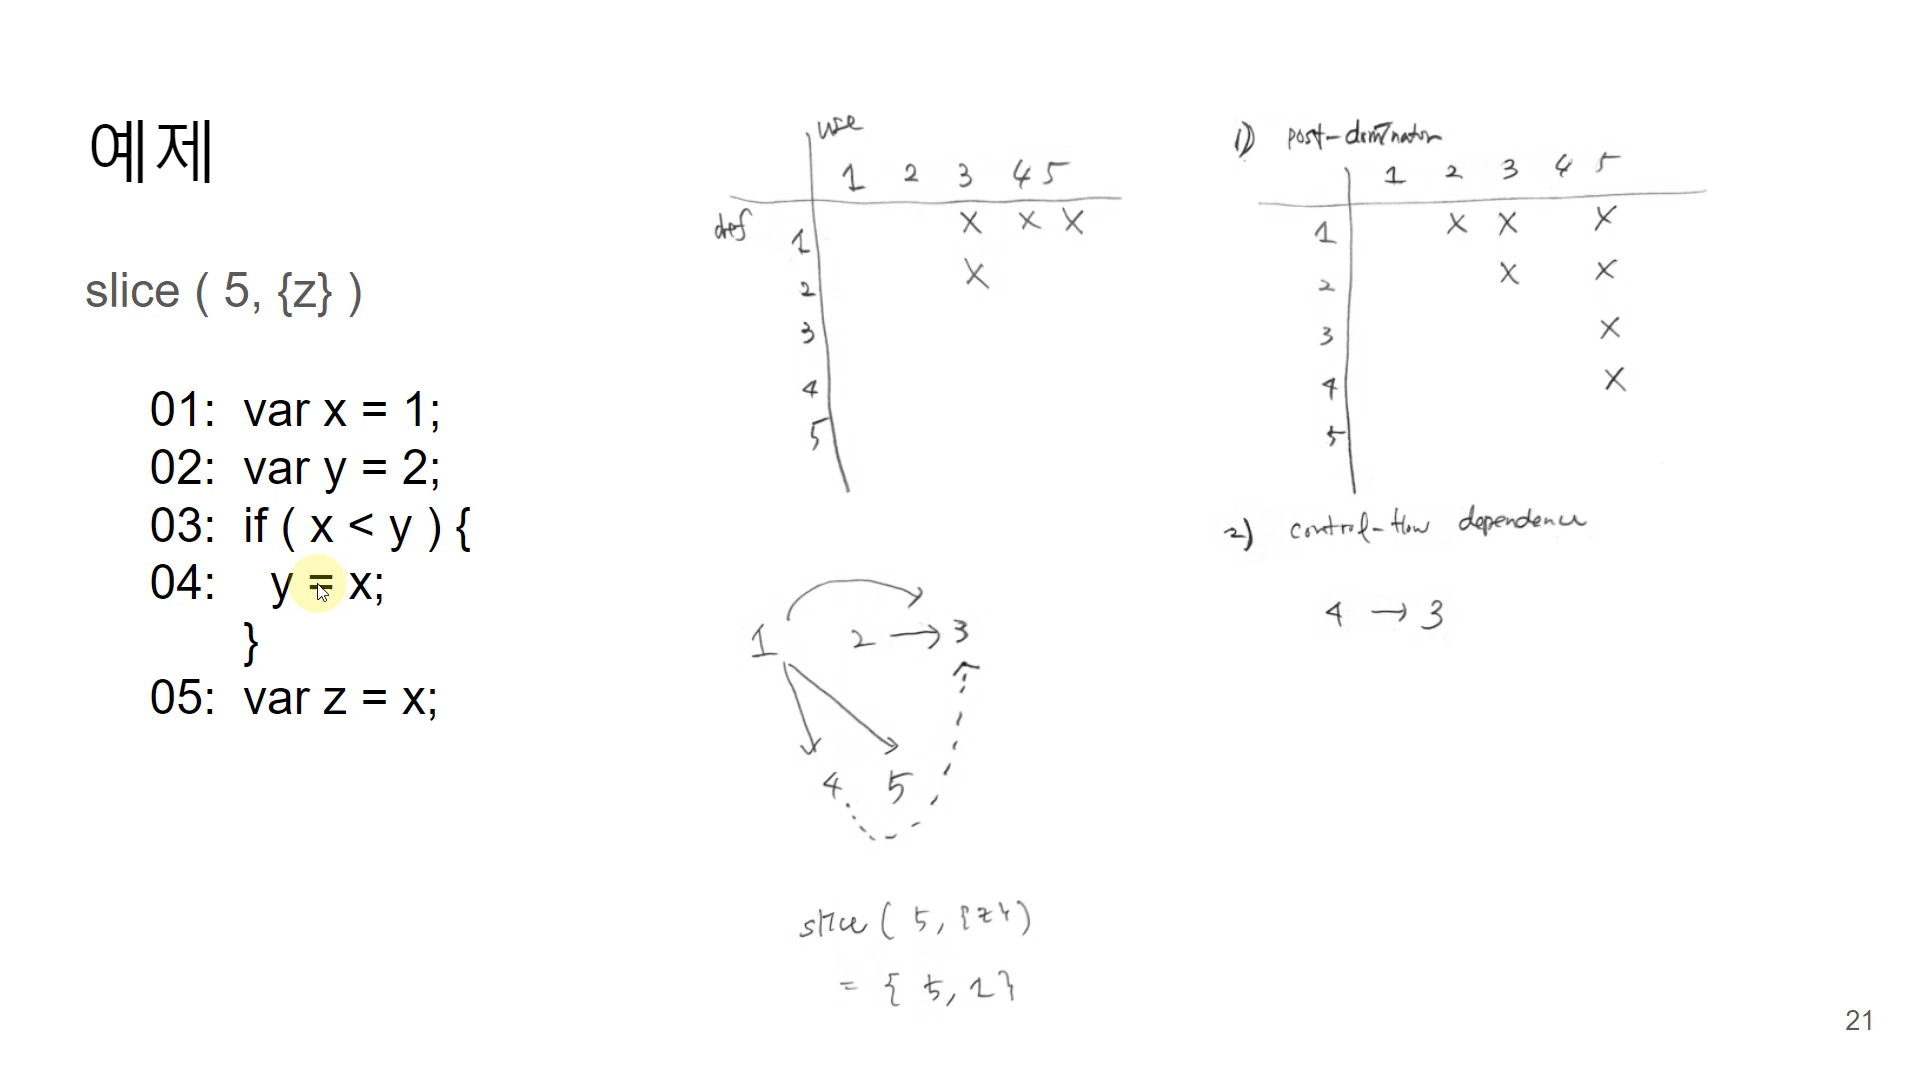 예제
slice ( 5, {z} )
01: var x = 1;
02: var y = 2;
03: if ( x < y ) {
04: y = x;
}
05: var z = x;
use
1 2 3 4 5
def
1 X X X
2 X
3
4
5
1 2 → 3
4 5
slice ( 5, {z} )
= { 5, 1 }
1) post-dominator
1 2 3 4 5
1 X X X
2 X X
3 X
4 X
5
2) control-flow dependence
4 → 3
21